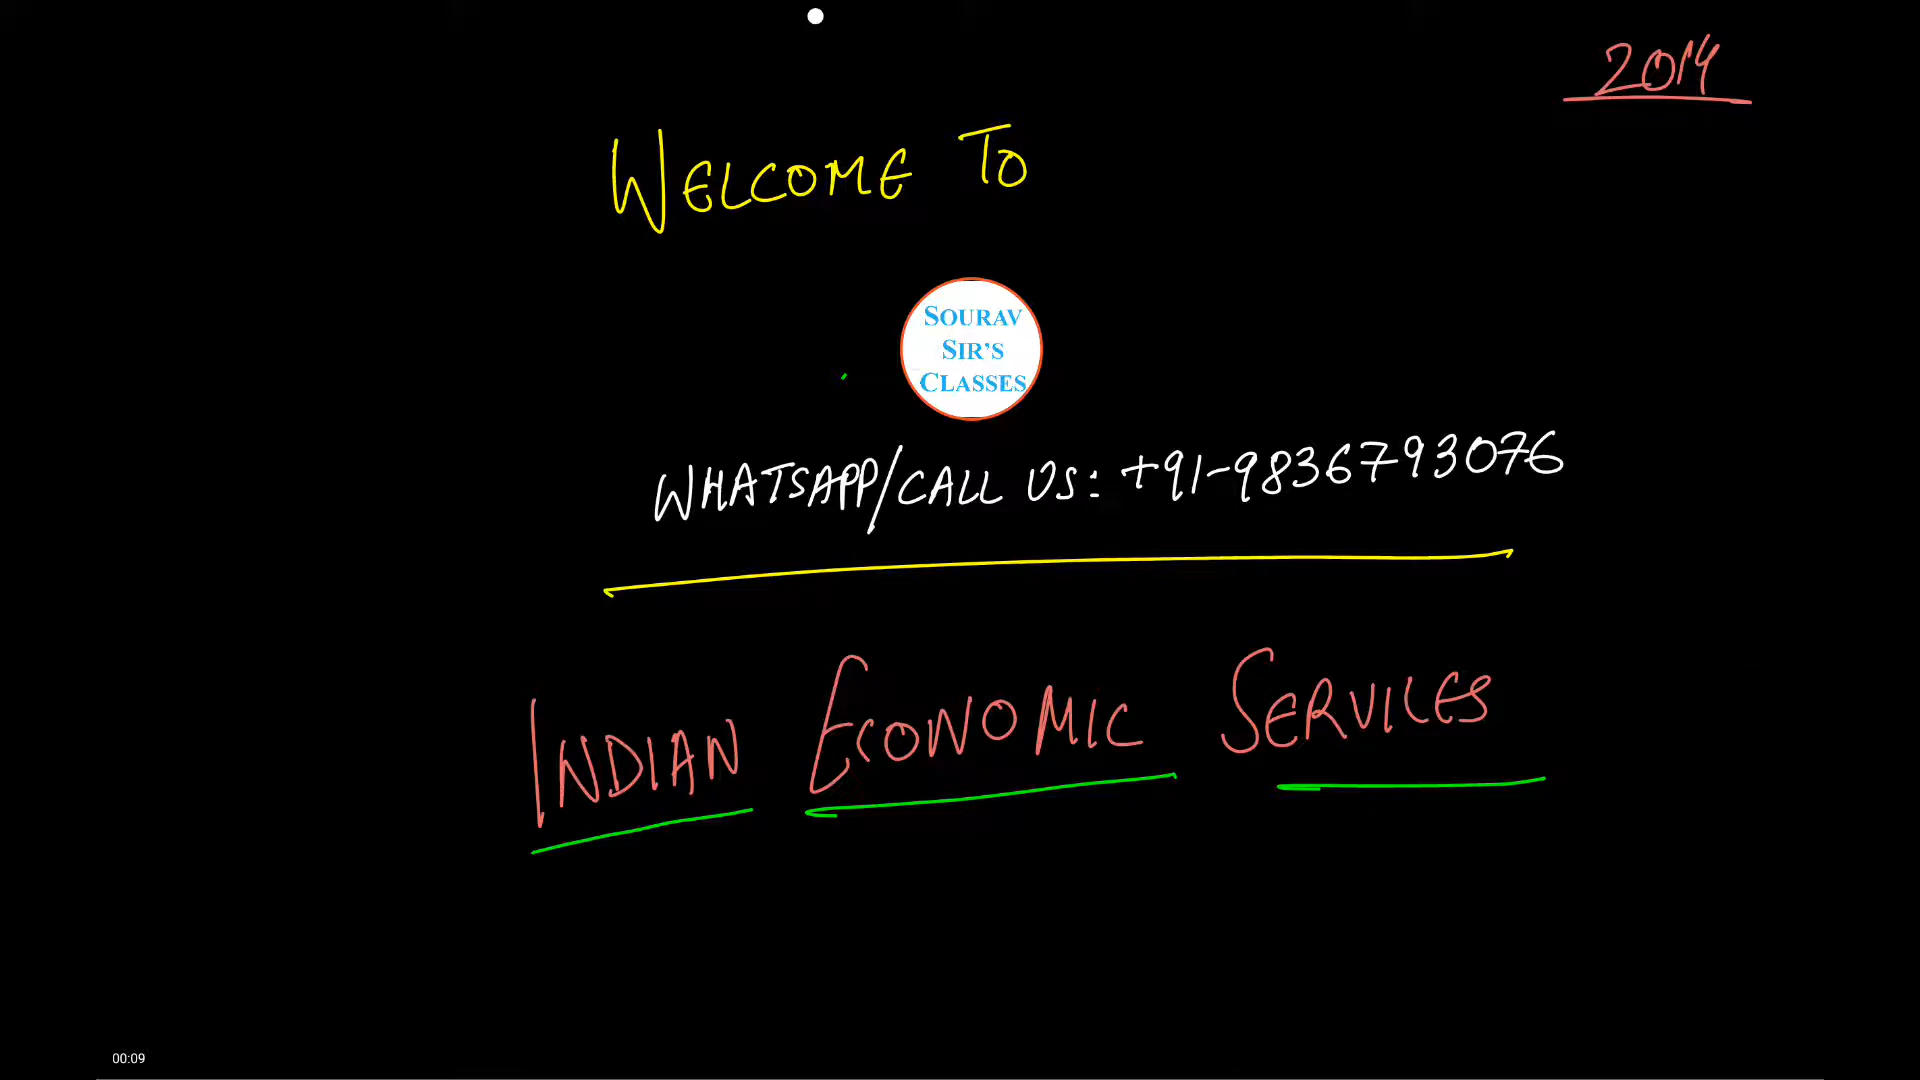 2014
WELCOME TO
SOURAV
SIR'S
CLASSES
WHATSAPP/CALL US: +91-9836793076
INDIAN ECONOMIC SERVICES
00:09